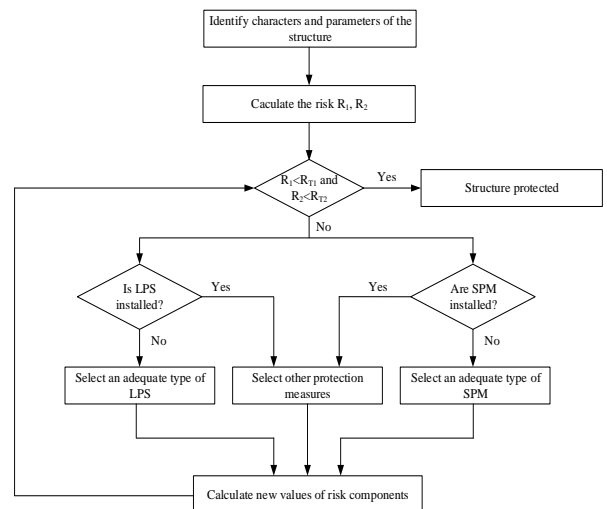 Identify characters and parameters of the
structure
Caculate the risk R₁, R₂
R₁<R_T1 and
R₂<R_T2
Yes
Structure protected
No
Is LPS
installed?
Yes
Yes
Are SPM
installed?
No
No
Select an adequate type of
LPS
Select other protection
measures
Select an adequate type of
SPM
Calculate new values of risk components